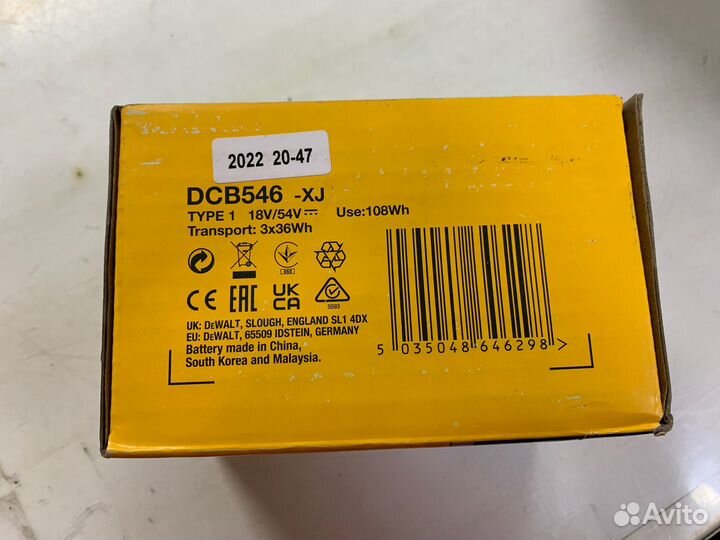 2022 20-47
DCB546 -XJ
TYPE 1 18V/54V⎓ Use:108Wh
Transport: 3x36Wh
060
CE EAC UK CA
5593
UK: DEWALT, SLOUGH, ENGLAND SL1 4DX
EU: DEWALT, 65509 IDSTEIN, GERMANY
Battery made in China,
South Korea and Malaysia.
5 035048 646298 >
Avito